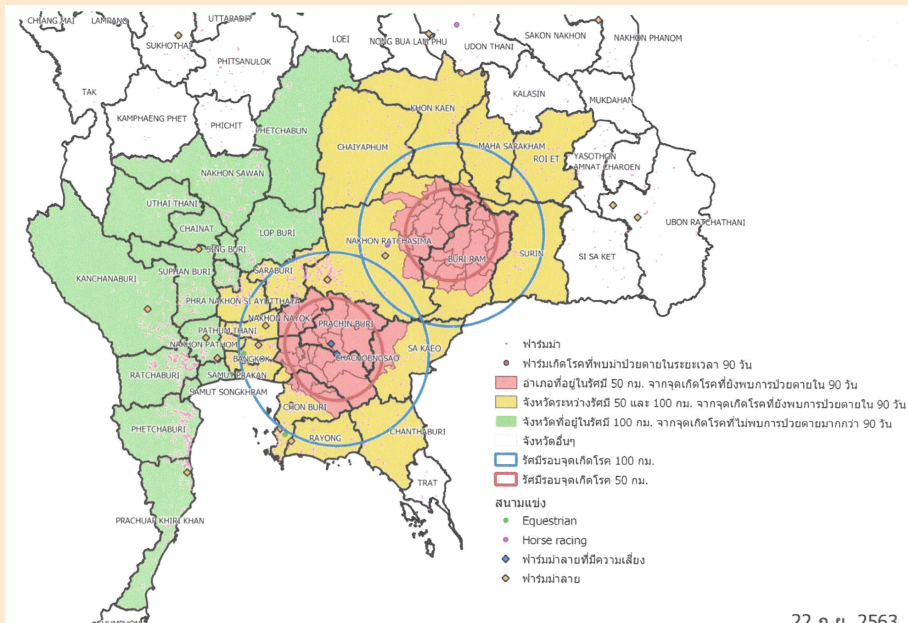 CHIANG MAI
LAMPANG
UTTARADIT
SUKHOTHAI
LOEI
NONG BUA LAM PHU
UDON THANI
SAKON NAKHON
NAKHON PHANOM
PHITSANULOK
TAK
KAMPHAENG PHET
PHICHIT
PHETCHABUN
KHON KAEN
KALASIN
MUKDAHAN
CHAIYAPHUM
MAHA SARAKHAM
ROI ET
YASOTHON
AMNAT CHAROEN
NAKHON SAWAN
UTHAI THANI
CHAINAT
LOP BURI
UBON RATCHATHANI
SING BURI
NAKHON RATCHASIMA
BURI RAM
SURIN
SI SA KET
KANCHANABURI
SUPHAN BURI
SARABURI
PHRA NAKHON SI AYUTTHAYA
NAKHON NAYOK
PATHUM THANI
PRACHIN BURI
NAKHON PATHOM
BANGKOK
CHACHOENGSAO
SA KAEO
RATCHABURI
SAMUT PRAKAN
SAMUT SONGKHRAM
CHON BURI
PHETCHABURI
RAYONG
CHANTHABURI
TRAT
PRACHUAP KHIRI KHAN
CHUMPHON
ฟาร์มม้า
ฟาร์มเกิดโรคที่พบม้าป่วยตายในระยะเวลา 90 วัน
อำเภอที่อยู่ในรัศมี 50 กม. จากจุดเกิดโรคที่ยังพบการป่วยตายใน 90 วัน
จังหวัดระหว่างรัศมี 50 และ 100 กม. จากจุดเกิดโรคที่ยังพบการป่วยตายใน 90 วัน
จังหวัดที่อยู่ในรัศมี 100 กม. จากจุดเกิดโรคที่ไม่พบการป่วยตายมากกว่า 90 วัน
จังหวัดอื่นๆ
รัศมีรอบจุดเกิดโรค 100 กม.
รัศมีรอบจุดเกิดโรค 50 กม.
สนามแข่ง
Equestrian
Horse racing
ฟาร์มม้าลายที่มีความเสี่ยง
ฟาร์มม้าลาย
22 ก.ย. 2563